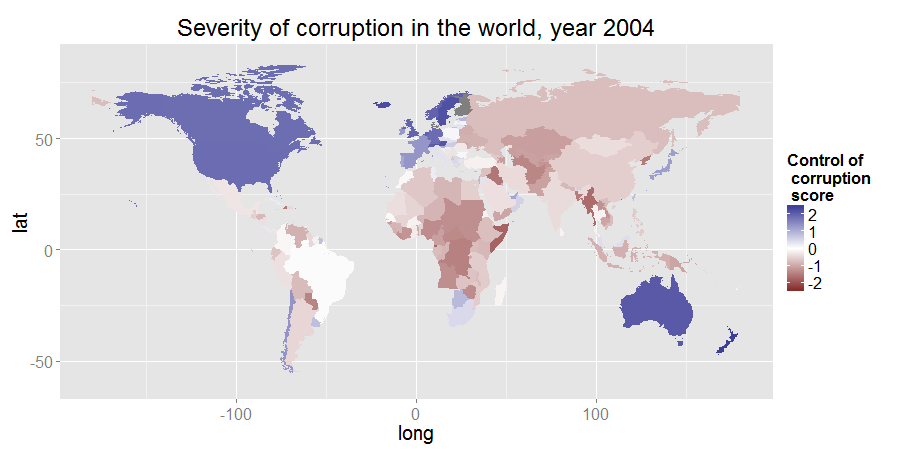 Severity of corruption in the world, year 2004
50
0
-50
lat
-100
0
100
long
Control of
corruption
score
2
1
0
-1
-2